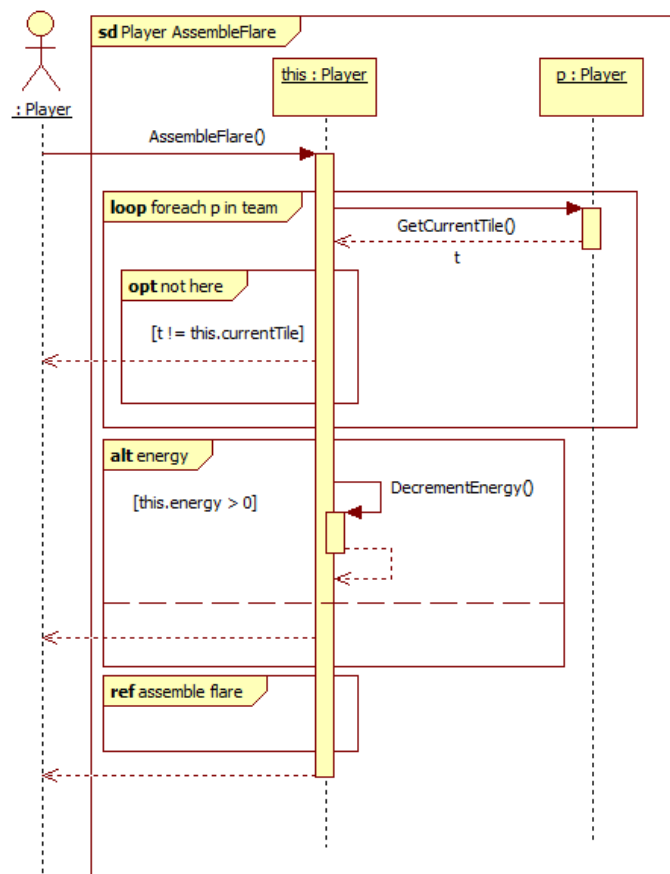 sd Player AssembleFlare
: Player
this : Player
p : Player
AssembleFlare()
loop foreach p in team
GetCurrentTile()
t
opt not here
[t != this.currentTile]
alt energy
[this.energy > 0]
DecrementEnergy()
ref assemble flare